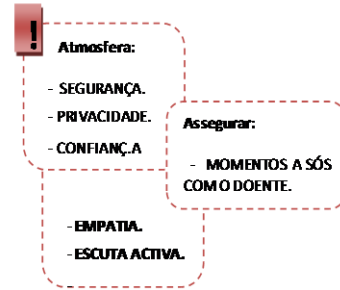 !
Atmosfera:
- SEGURANÇA.
- PRIVACIDADE.
- CONFIANÇ.A
Assegurar:
- MOMENTOS A SÓS
COM O DOENTE.
- EMPATIA.
- ESCUTA ACTIVA.
-